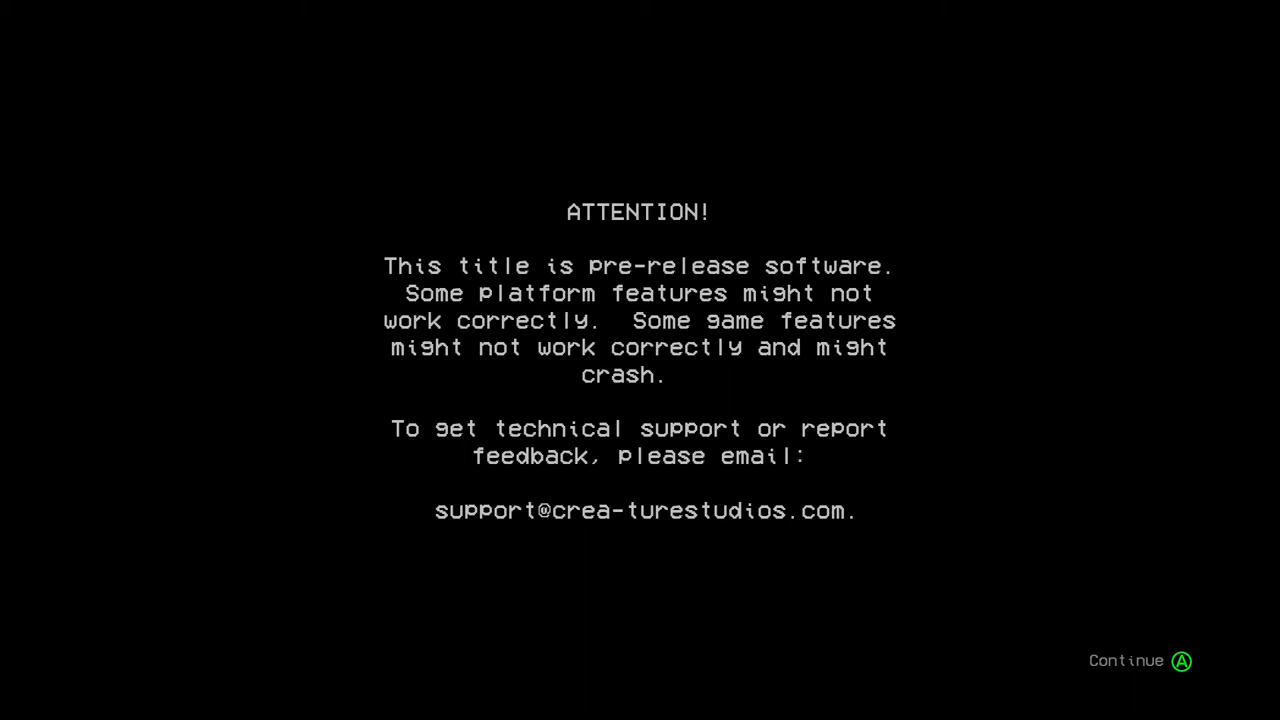 ATTENTION!
This title is pre-release software.
Some platform features might not
work correctly.  Some game features
might not work correctly and might
crash.
To get technical support or report
feedback, please email:
support@crea-turestudios.com.
Continue A